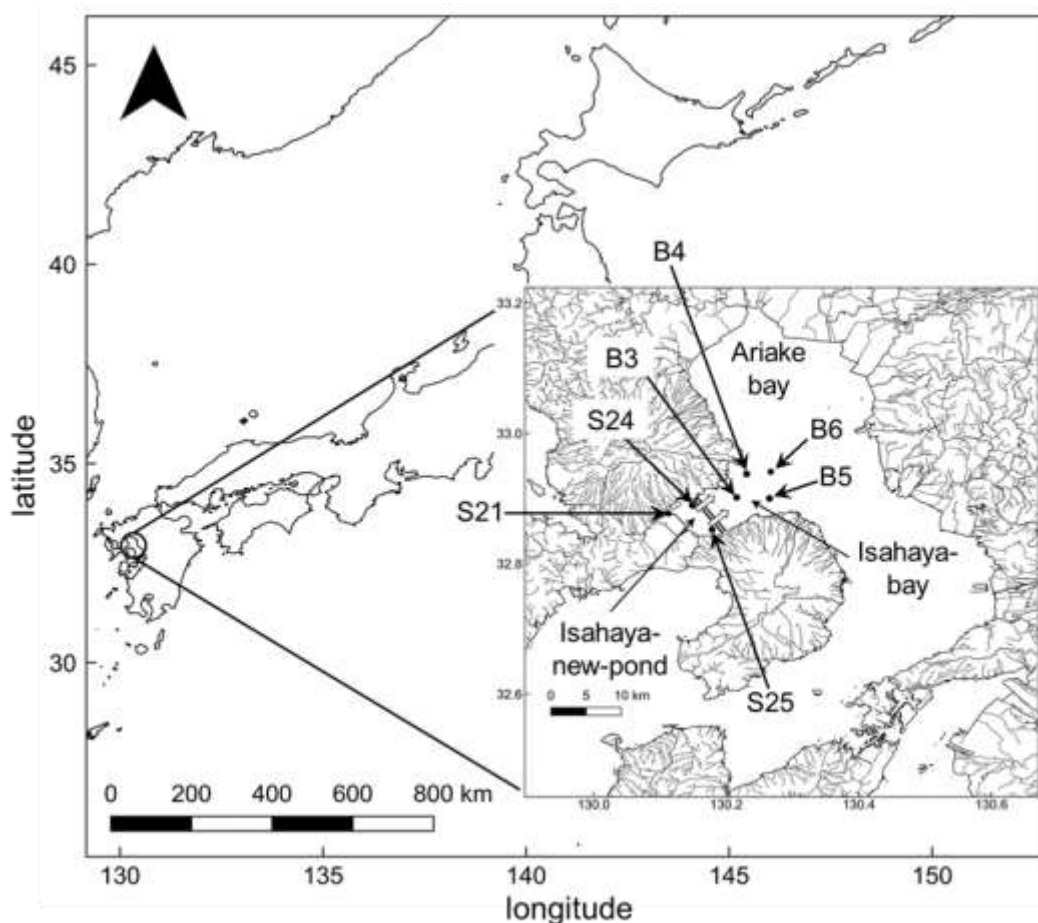 45
40
35
30
latitude
130
135
140
145
150
longitude
0 200 400 600 800 km
33.2
33.0
32.8
32.6
130.0
130.2
130.4
130.6
B4
Ariake
bay
B3
S24
B6
B5
S21
Isahaya-
bay
Isahaya-
new-pond
S25
0 5 10 km